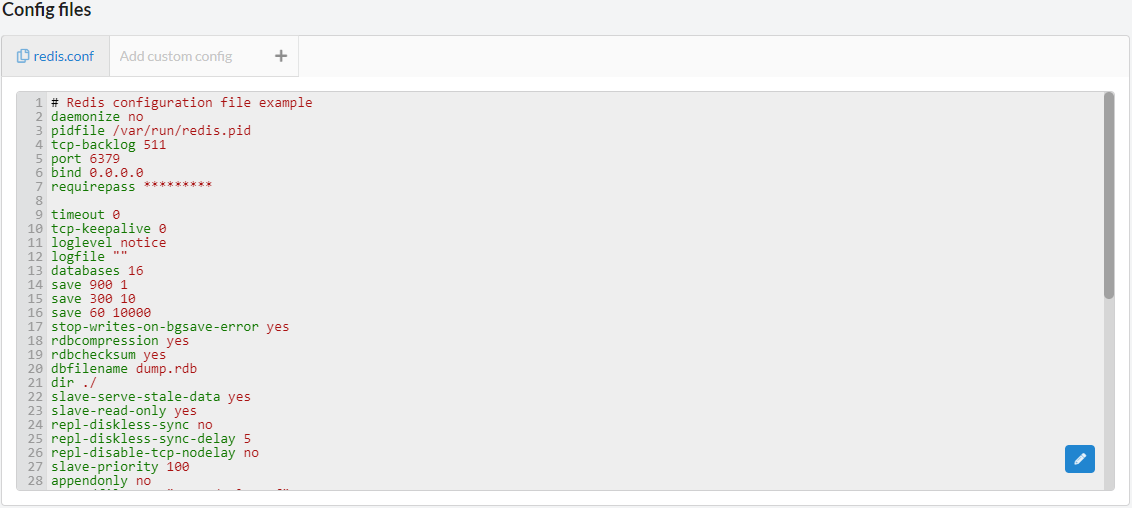 Config files
redis.conf
Add custom config +
1 # Redis configuration file example
2 daemonize no
3 pidfile /var/run/redis.pid
4 tcp-backlog 511
5 port 6379
6 bind 0.0.0.0
7 requirepass *********
8
9 timeout 0
10 tcp-keepalive 0
11 loglevel notice
12 logfile ""
13 databases 16
14 save 900 1
15 save 300 10
16 save 60 10000
17 stop-writes-on-bgsave-error yes
18 rdbcompression yes
19 rdbchecksum yes
20 dbfilename dump.rdb
21 dir ./
22 slave-serve-stale-data yes
23 slave-read-only yes
24 repl-diskless-sync no
25 repl-diskless-sync-delay 5
26 repl-disable-tcp-nodelay no
27 slave-priority 100
28 appendonly no